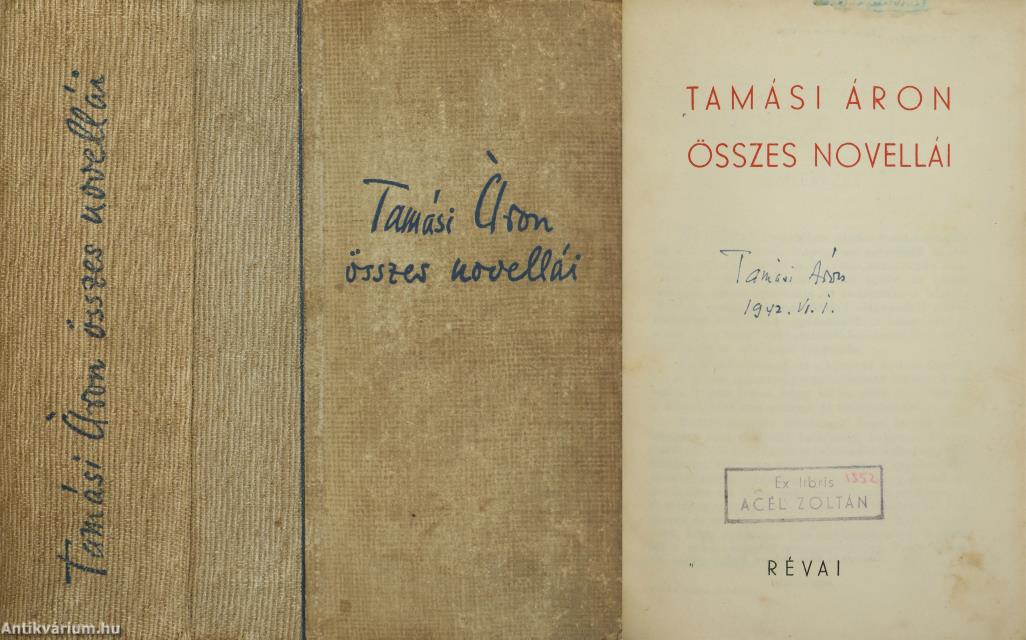 Tamási Áron összes novellái
Tamási Áron
összes novellái
TAMÁSI ÁRON
ÖSSZES NOVELLÁI
Tamási Áron
1942. VI. 1.
Ex libris 1352
ACÉL ZOLTÁN
RÉVAI
Antikvárium.hu